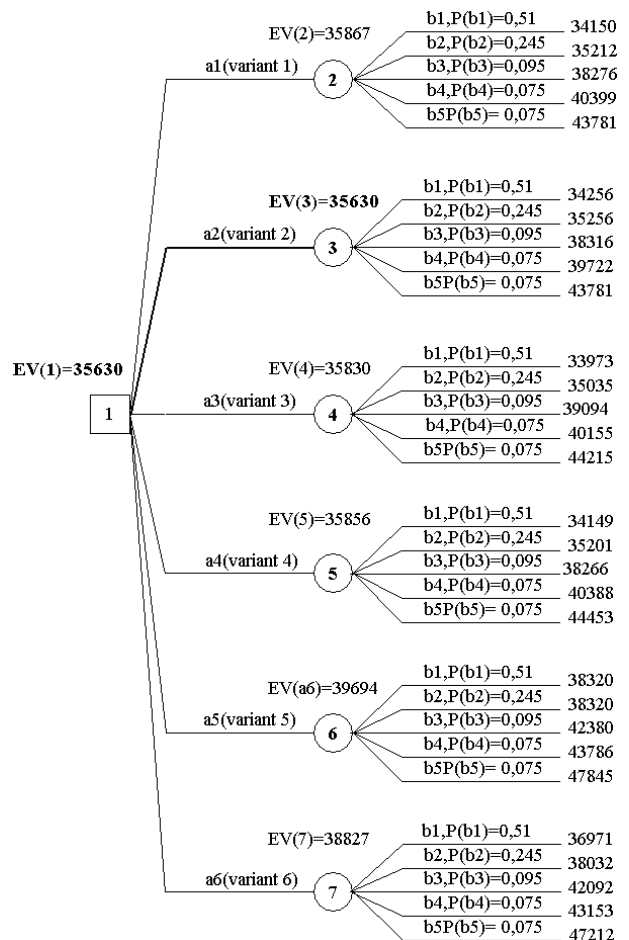 EV(2)=35867
b1,P(b1)=0,51 34150
b2,P(b2)=0,245 35212
a1(variant 1) 2 b3,P(b3)=0,095 38276
b4,P(b4)=0,075 40399
b5P(b5)= 0,075 43781
EV(3)=35630
b1,P(b1)=0,51 34256
b2,P(b2)=0,245 35256
a2(variant 2) 3 b3,P(b3)=0,095 38316
b4,P(b4)=0,075 39722
b5P(b5)= 0,075 43781
EV(1)=35630
1
EV(4)=35830
b1,P(b1)=0,51 33973
b2,P(b2)=0,245 35035
a3(variant 3) 4 b3,P(b3)=0,095 39094
b4,P(b4)=0,075 40155
b5P(b5)= 0,075 44215
EV(5)=35856
b1,P(b1)=0,51 34149
b2,P(b2)=0,245 35201
a4(variant 4) 5 b3,P(b3)=0,095 38266
b4,P(b4)=0,075 40388
b5P(b5)= 0,075 44453
EV(a6)=39694
b1,P(b1)=0,51 38320
b2,P(b2)=0,245 38320
a5(variant 5) 6 b3,P(b3)=0,095 42380
b4,P(b4)=0,075 43786
b5P(b5)= 0,075 47845
EV(7)=38827
b1,P(b1)=0,51 36971
b2,P(b2)=0,245 38032
a6(variant 6) 7 b3,P(b3)=0,095 42092
b4,P(b4)=0,075 43153
b5P(b5)= 0,075 47212